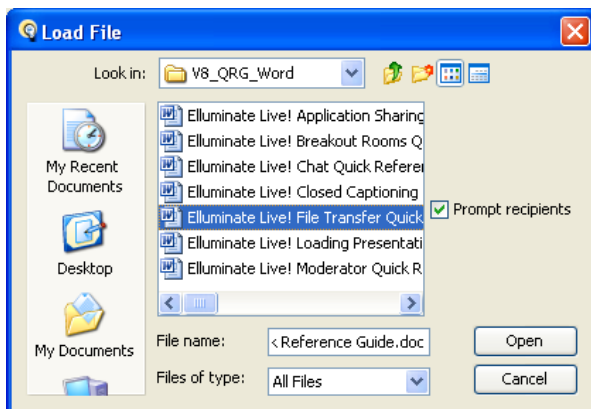 Load File
Look in:
V8_QRG_Word
My Recent
Documents
Desktop
My Documents
Elluminate Live! Application Sharing
Elluminate Live! Breakout Rooms Q
Elluminate Live! Chat Quick Referen
Elluminate Live! Closed Captioning
Elluminate Live! File Transfer Quick
Elluminate Live! Loading Presentati
Elluminate Live! Moderator Quick R
Prompt recipients
File name:
k Reference Guide.doc
Open
Files of type:
All Files
Cancel